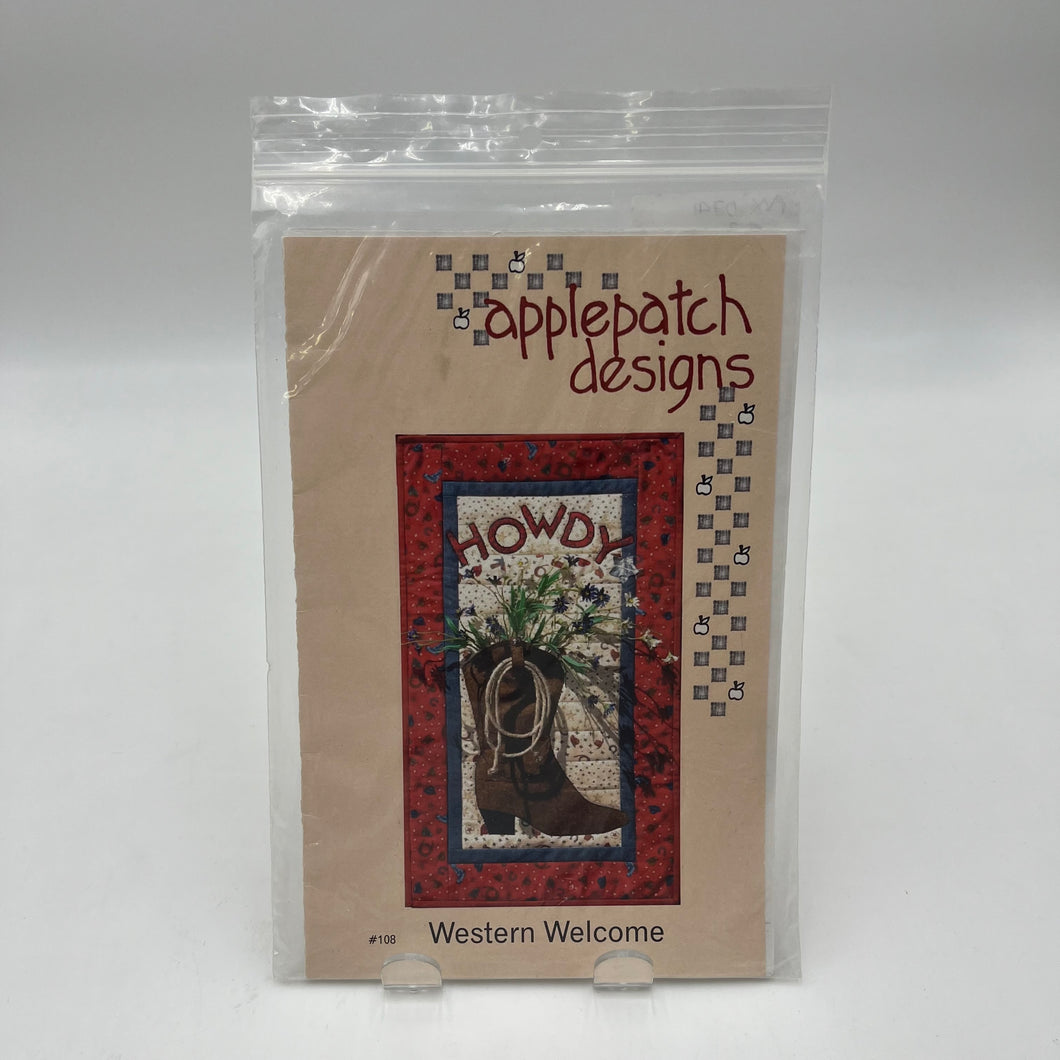 applepatch
designs
HOWDY
#108
Western Welcome